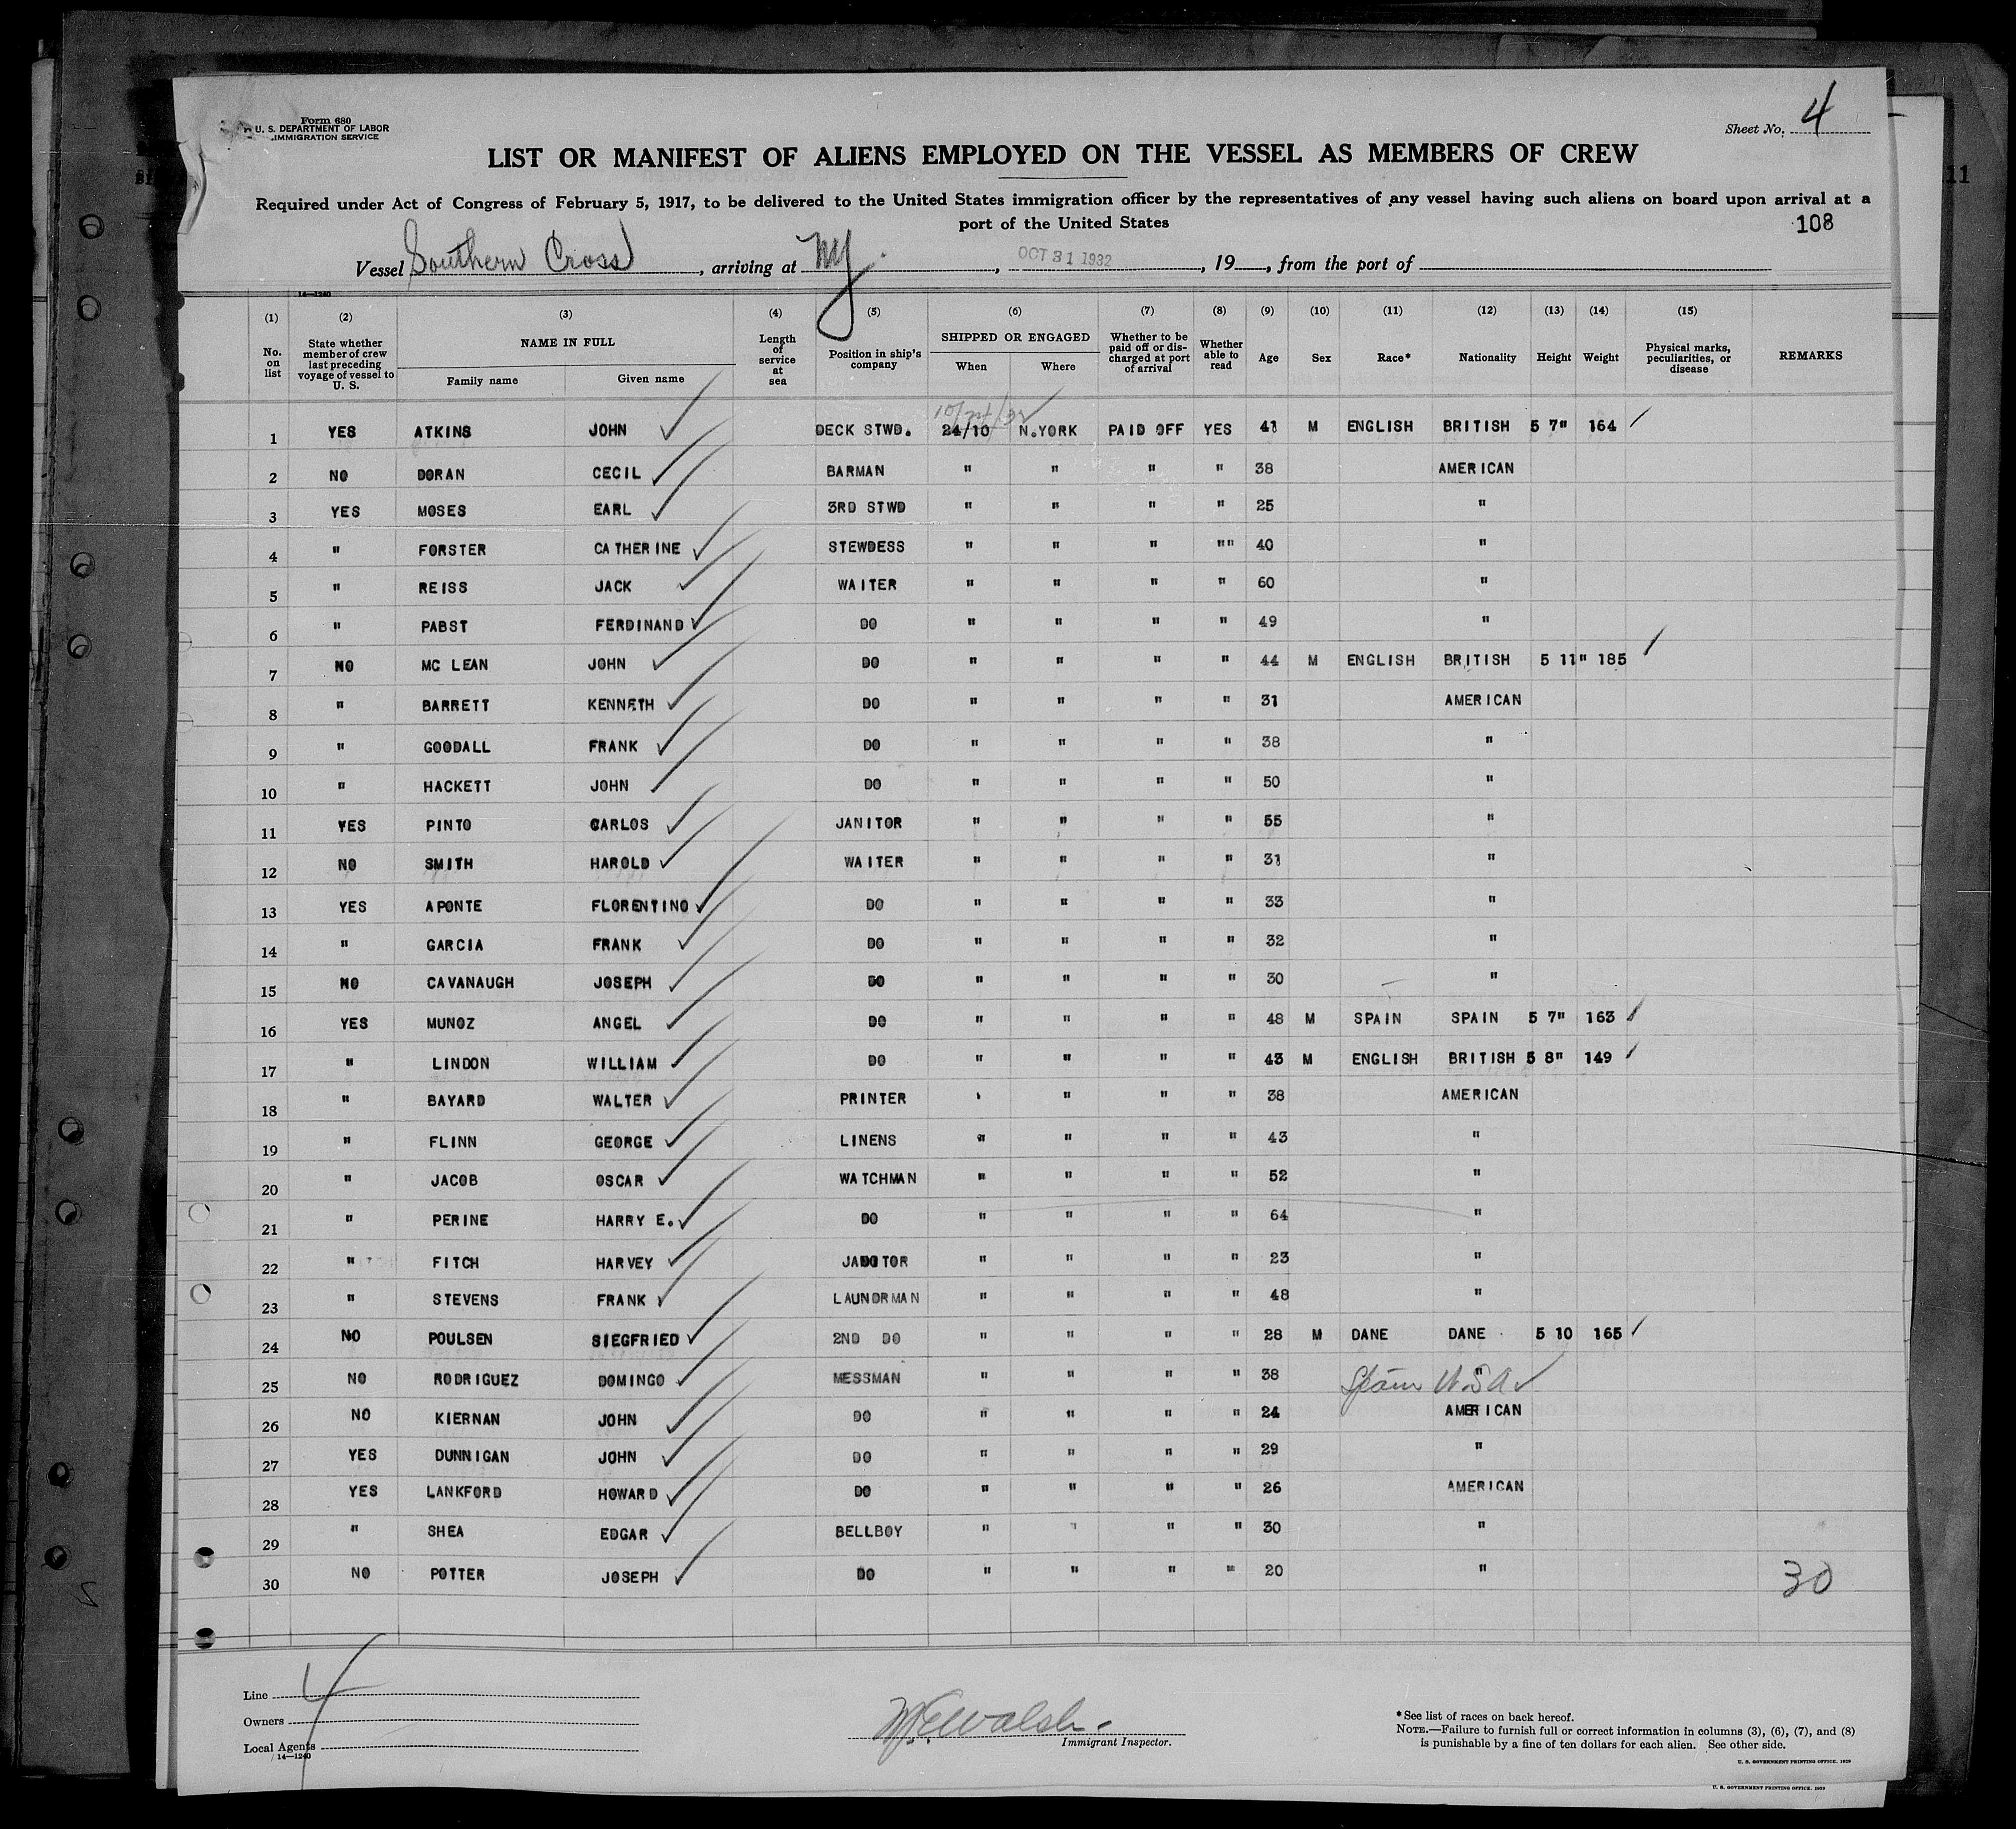 Form 680
U. S. DEPARTMENT OF LABOR
IMMIGRATION SERVICE
Sheet No. 4
LIST OR MANIFEST OF ALIENS EMPLOYED ON THE VESSEL AS MEMBERS OF CREW
Required under Act of Congress of February 5, 1917, to be delivered to the United States immigration officer by the representatives of any vessel having such aliens on board upon arrival at a
port of the United States
108
11
Vessel Southern Cross, arriving at NY., OCT 31 1932, 19, from the port of
14—1240
(1) (2) (3) (4) (5) (6) (7) (8) (9) (10) (11) (12) (13) (14) (15)
No. on list State whether member of crew last preceding voyage of vessel to U. S. NAME IN FULL Family name Given name Length of service at sea Position in ship's company SHIPPED OR ENGAGED When Where Whether to be paid off or discharged at port of arrival Whether able to read Age Sex Race* Nationality Height Weight Physical marks, peculiarities, or disease REMARKS
10/24/32
1 YES ATKINS JOHN DECK STWD. 24/10 N.YORK PAID OFF YES 41 M ENGLISH BRITISH 5 7" 164
2 NO DORAN CECIL BARMAN " " " " 38 AMERICAN
3 YES MOSES EARL 3RD STWD " " " " 25 "
4 " FORSTER CATHERINE STEWDESS " " " "" 40 "
5 " REISS JACK WAITER " " " " 60 "
6 " PABST FERDINAND DO " " " " 49 "
7 NO MC LEAN JOHN DO " " " " 44 M ENGLISH BRITISH 5 11" 185
8 " BARRETT KENNETH DO " " " " 31 AMERICAN
9 " GOODALL FRANK DO " " " " 38 "
10 " HACKETT JOHN DO " " " " 50 "
11 YES PINTO CARLOS JANITOR " " " " 55 "
12 NO SMITH HAROLD WAITER " " " " 31 "
13 YES APONTE FLORENTINO DO " " " " 33 "
14 " GARCIA FRANK DO " " " " 32 "
15 NO CAVANAUGH JOSEPH DO " " " " 30 "
16 YES MUNOZ ANGEL DO " " " " 48 M SPAIN SPAIN 5 7" 163
17 " LINDON WILLIAM DO " " " " 43 M ENGLISH BRITISH 5 8" 149
18 " BAYARD WALTER PRINTER ' " " " 38 AMERICAN
19 " FLINN GEORGE LINENS " " " " 43 "
20 " JACOB OSCAR WATCHMAN " " " " 52 "
21 " PERINE HARRY E. DO " " " " 64 "
22 " FITCH HARVEY " " " " 23 "
23 " STEVENS FRANK LAUNDRMAN " " " " 48 "
24 NO POULSEN SIEGFRIED 2ND DO " " " " 28 M DANE DANE 5 10 165
25 NO RODRIGUEZ DOMINGO MESSMAN " " " " 38 " U.S.A
26 NO KIERNAN JOHN DO " " " " 24 AMERICAN
27 YES DUNNIGAN JOHN DO " " " " 29 "
28 YES LANKFORD HOWARD DO " " " " 26 AMERICAN
29 " SHEA EDGAR BELLBOY " " " " 30 "
30 NO POTTER JOSEPH DO " " " " 20 "
30
Line
Owners
Local Agents
14—1240
4
Walsh
Immigrant Inspector.
*See list of races on back hereof.
NOTE.—Failure to furnish full or correct information in columns (3), (6), (7), and (8)
is punishable by a fine of ten dollars for each alien. See other side.
U. S. GOVERNMENT PRINTING OFFICE, 1929
U. S. GOVERNMENT PRINTING OFFICE, 1929